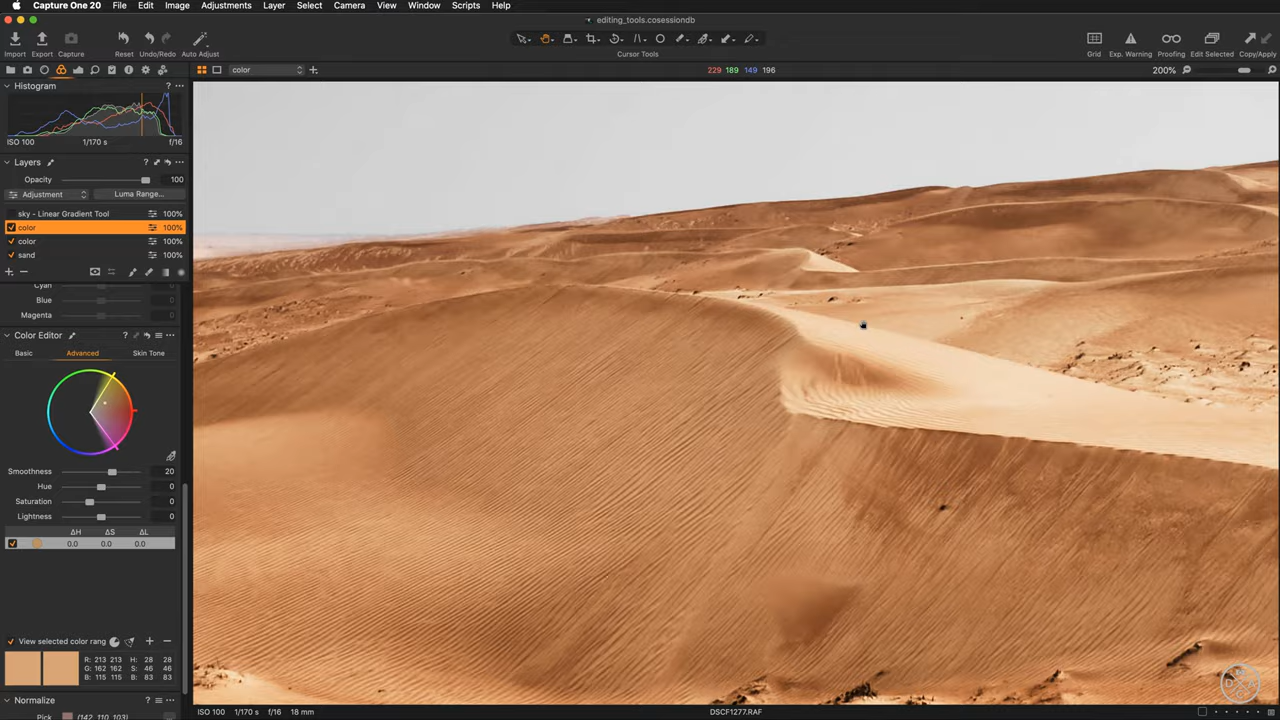 Capture One 20 File Edit Image Adjustments Layer Select Camera View Window Scripts Help
editing_tools.cosessiondb
Import Export Capture Reset Undo/Redo Auto Adjust Cursor Tools Grid Exp. Warning Proofing Edit Selected Copy/Apply
color 229 189 149 196 200%
Histogram ?
ISO 100 1/170 s f/16
Layers ?
Opacity 100
Adjustment Luma Range...
sky - Linear Gradient Tool 100%
color 100%
color 100%
sand 100%
Cyan 0
Blue 0
Magenta 0
Color Editor ?
Basic Advanced Skin Tone
Smoothness 20
Hue 0
Saturation 0
Lightness 0
ΔH ΔS ΔL
0.0 0.0 0.0
View selected color rang
R: 213 213 H: 28 28
G: 162 162 S: 46 46
B: 115 115 B: 83 83
Normalize ?
Pick (142, 110, 103)
ISO 100 1/170 s f/16 18 mm DSCF1277.RAF